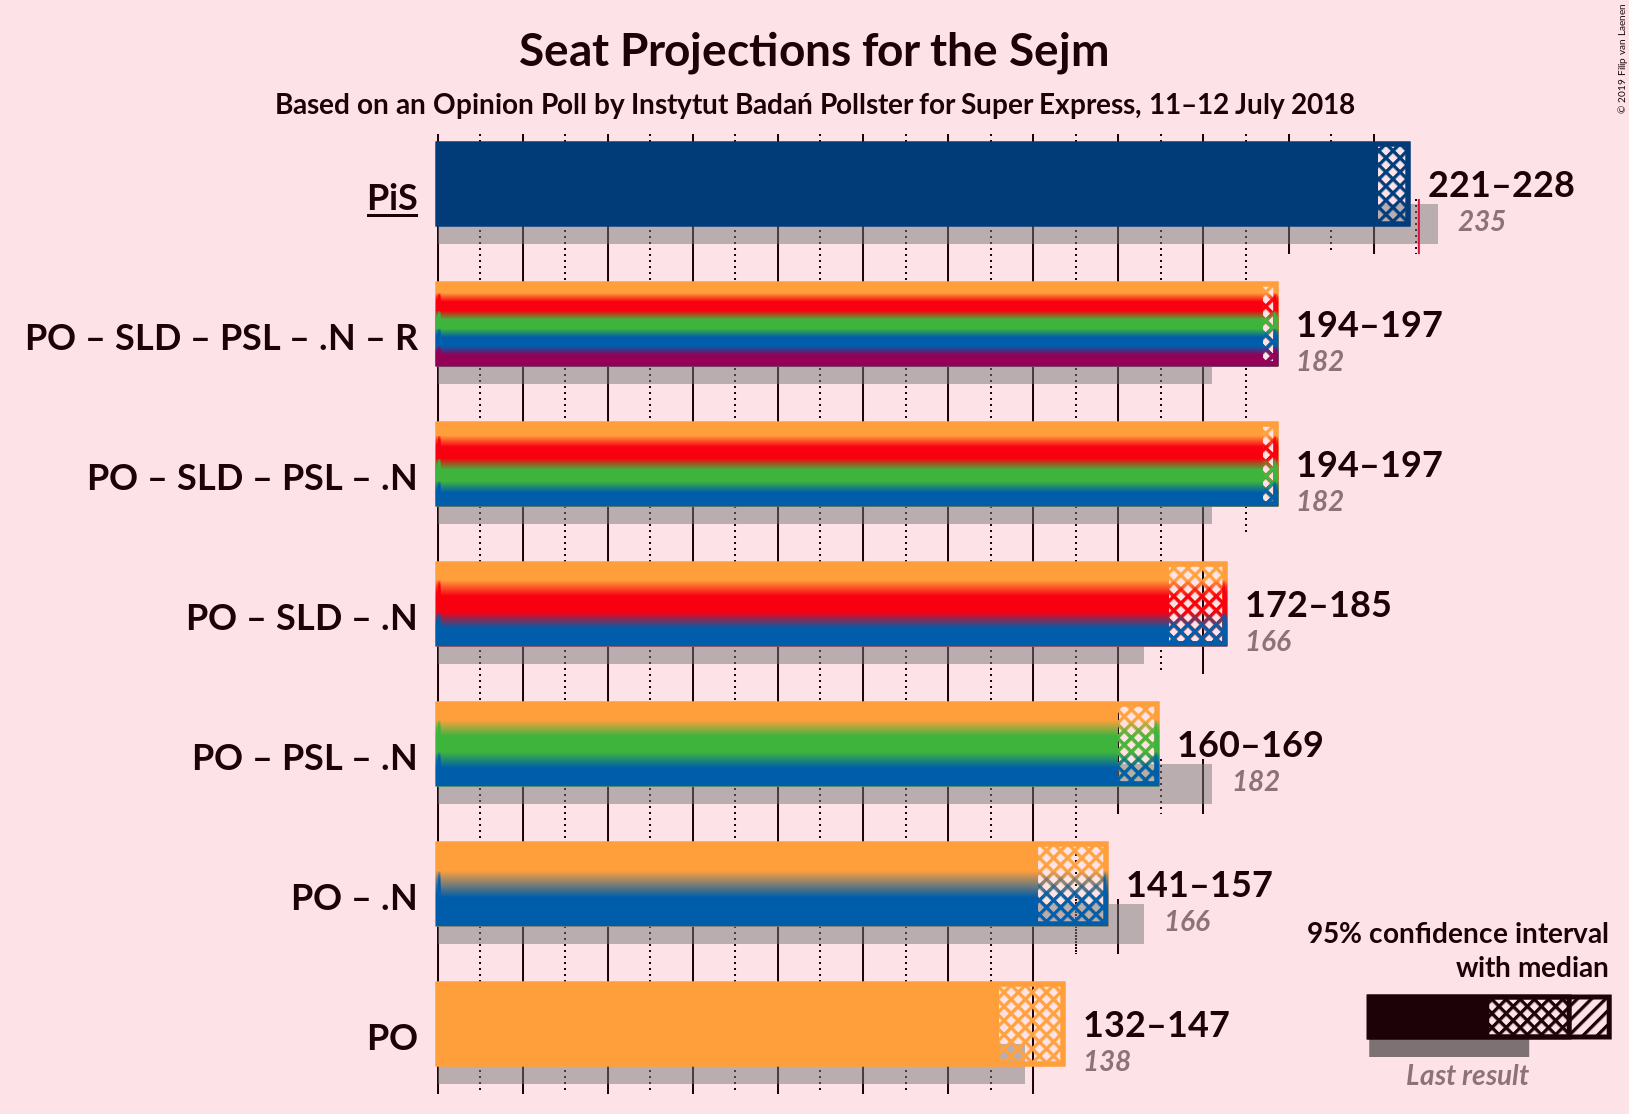 Seat Projections for the Sejm
Based on an Opinion Poll by Instytut Badań Pollster for Super Express, 11–12 July 2018
© 2019 Filip van Laenen
PiS
221–228
235
PO – SLD – PSL – .N – R
194–197
182
PO – SLD – PSL – .N
194–197
182
PO – SLD – .N
172–185
166
PO – PSL – .N
160–169
182
PO – .N
141–157
166
PO
132–147
138
95% confidence interval
with median
Last result